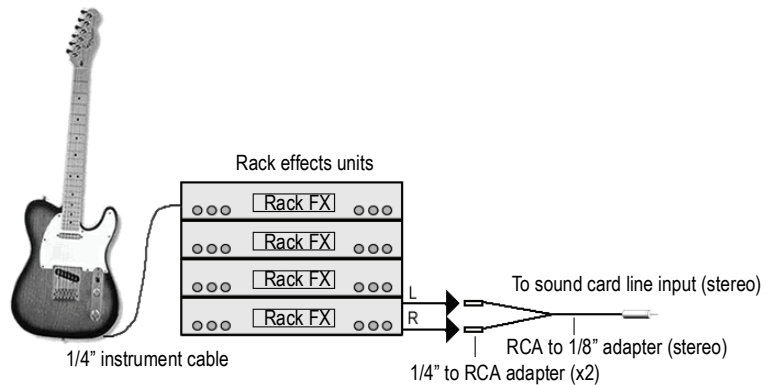 Rack effects units
Rack FX
Rack FX
Rack FX
Rack FX
L
R
To sound card line input (stereo)
RCA to 1/8” adapter (stereo)
1/4” to RCA adapter (x2)
1/4” instrument cable